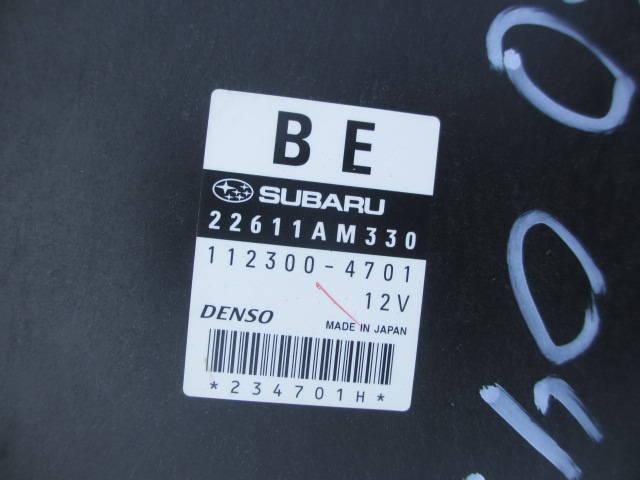 BE
SUBARU
22611AM330
112300-4701
12V
DENSO
MADE IN JAPAN
*234701H*